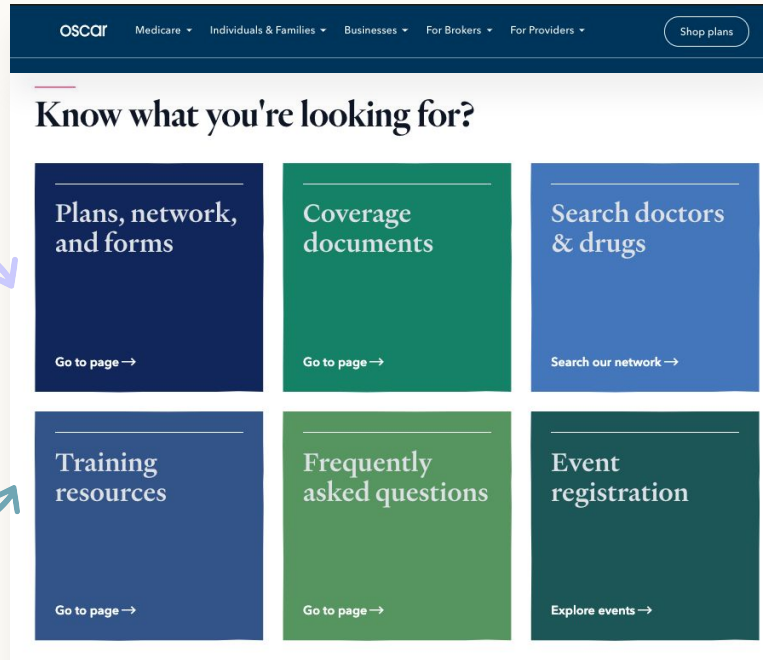 oscar Medicare Individuals & Families Businesses For Brokers For Providers Shop plans
Know what you're looking for?
Plans, network,
and forms
Go to page →
Coverage
documents
Go to page →
Search doctors
& drugs
Search our network →
Training
resources
Go to page →
Frequently
asked questions
Go to page →
Event
registration
Explore events →